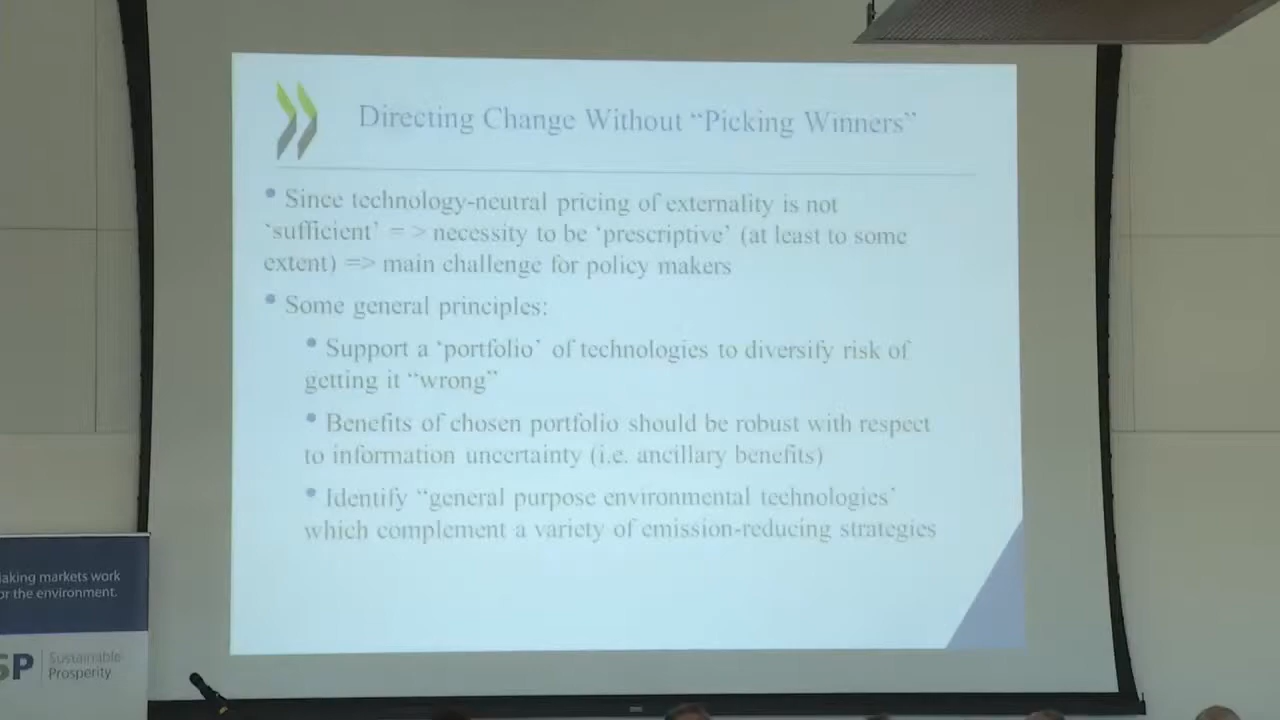 Directing Change Without “Picking Winners”
• Since technology-neutral pricing of externality is not
‘sufficient’ = > necessity to be ‘prescriptive’ (at least to some
extent) => main challenge for policy makers
• Some general principles:
• Support a ‘portfolio’ of technologies to diversify risk of
getting it “wrong”
• Benefits of chosen portfolio should be robust with respect
to information uncertainty (i.e. ancillary benefits)
• Identify “general purpose environmental technologies’
which complement a variety of emission-reducing strategies
aking markets work
or the environment.
SP
Sustainable
Prosperity